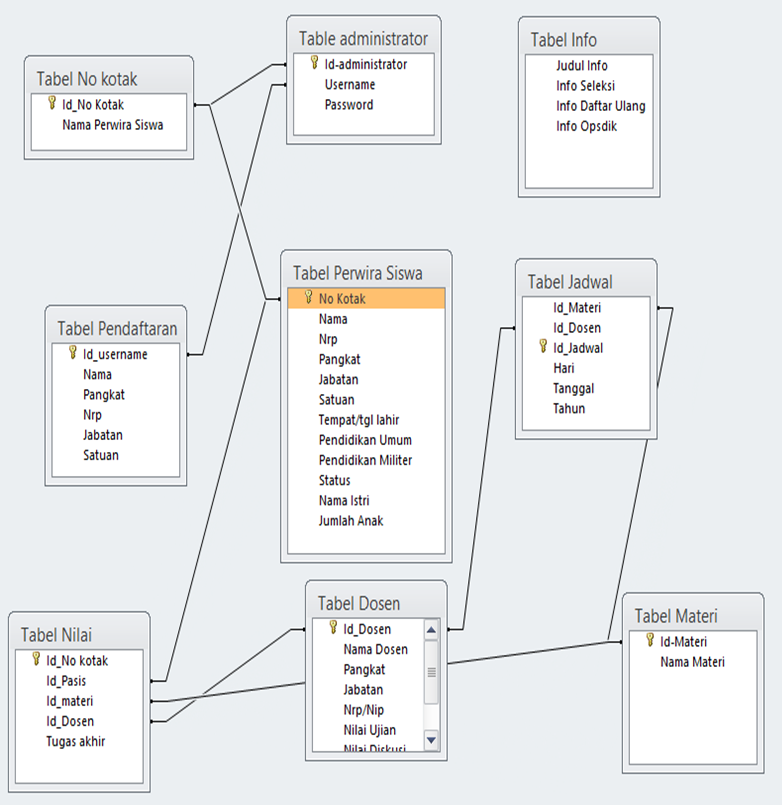 Tabel No kotak
Id_No Kotak
Nama Perwira Siswa
Table administrator
Id-administrator
Username
Password
Tabel Info
Judul Info
Info Seleksi
Info Daftar Ulang
Info Opsdik
Tabel Pendaftaran
Id_username
Nama
Pangkat
Nrp
Jabatan
Satuan
Tabel Perwira Siswa
No Kotak
Nama
Nrp
Pangkat
Jabatan
Satuan
Tempat/tgl lahir
Pendidikan Umum
Pendidikan Militer
Status
Nama Istri
Jumlah Anak
Tabel Jadwal
Id_Materi
Id_Dosen
Id_Jadwal
Hari
Tanggal
Tahun
Tabel Nilai
Id_No kotak
Id_Pasis
Id_materi
Id_Dosen
Tugas akhir
Tabel Dosen
Id_Dosen
Nama Dosen
Pangkat
Jabatan
Nrp/Nip
Nilai Ujian
Nilai Diskusi
Tabel Materi
Id-Materi
Nama Materi